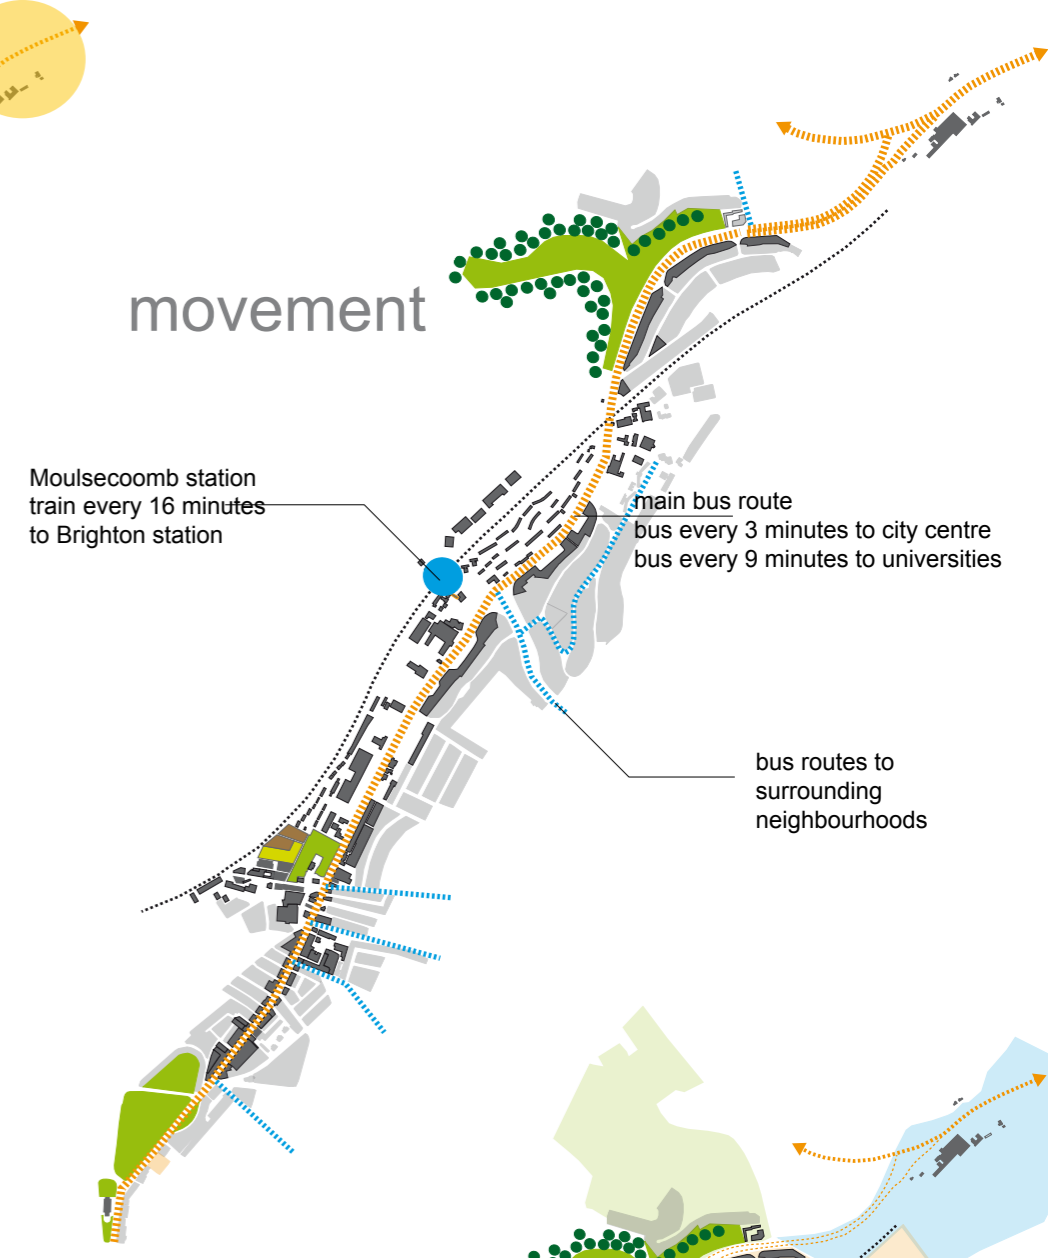 movement
Moulsecoomb station
train every 16 minutes
to Brighton station
main bus route
bus every 3 minutes to city centre
bus every 9 minutes to universities
bus routes to
surrounding
neighbourhoods